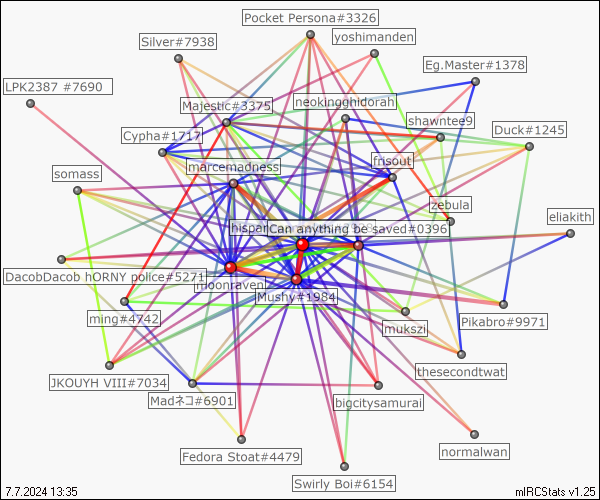 Pocket Persona#3326
yoshimanden
Silver#7938
Eg.Master#1378
LPK2387 #7690
Majestic#3375
neokingghidorah
shawntee9
Duck#1245
Cypha#1717
frisout
marcemadness
somass
zebula
eliakith
hispar
Can anything be saved#0396
DacobDacob hORNY police#5271
moonraven
Mushy#1984
ming#4742
mukszi
Pikabro#9971
thesecondtwat
JKOUYH VIII#7034
Madネコ#6901
bigcitysamurai
normalwan
Fedora Stoat#4479
Swirly Boi#6154
7.7.2024 13:35
mIRCStats v1.25